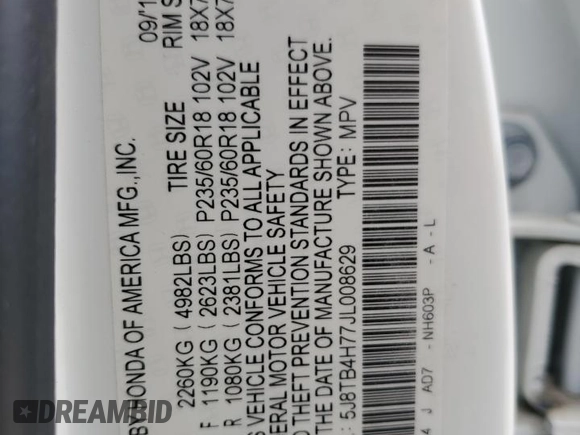 BY HONDA OF AMERICA MFG.,INC. 09/1
TIRE SIZE RIM S
2260KG ( 4982LBS)
F 1190KG ( 2623LBS) P235/60R18 102V 18X7
R 1080KG ( 2381LBS) P235/60R18 102V 18X7
VEHICLE CONFORMS TO ALL APPLICABLE
ERAL MOTOR VEHICLE SAFETY
THEFT PREVENTION STANDARDS IN EFFECT
THE DATE OF MANUFACTURE SHOWN ABOVE.
: 5J8TB4H77JL008629 TYPE: MPV
4 J AD7 - NH603P - A - L
DREAMBID.COM